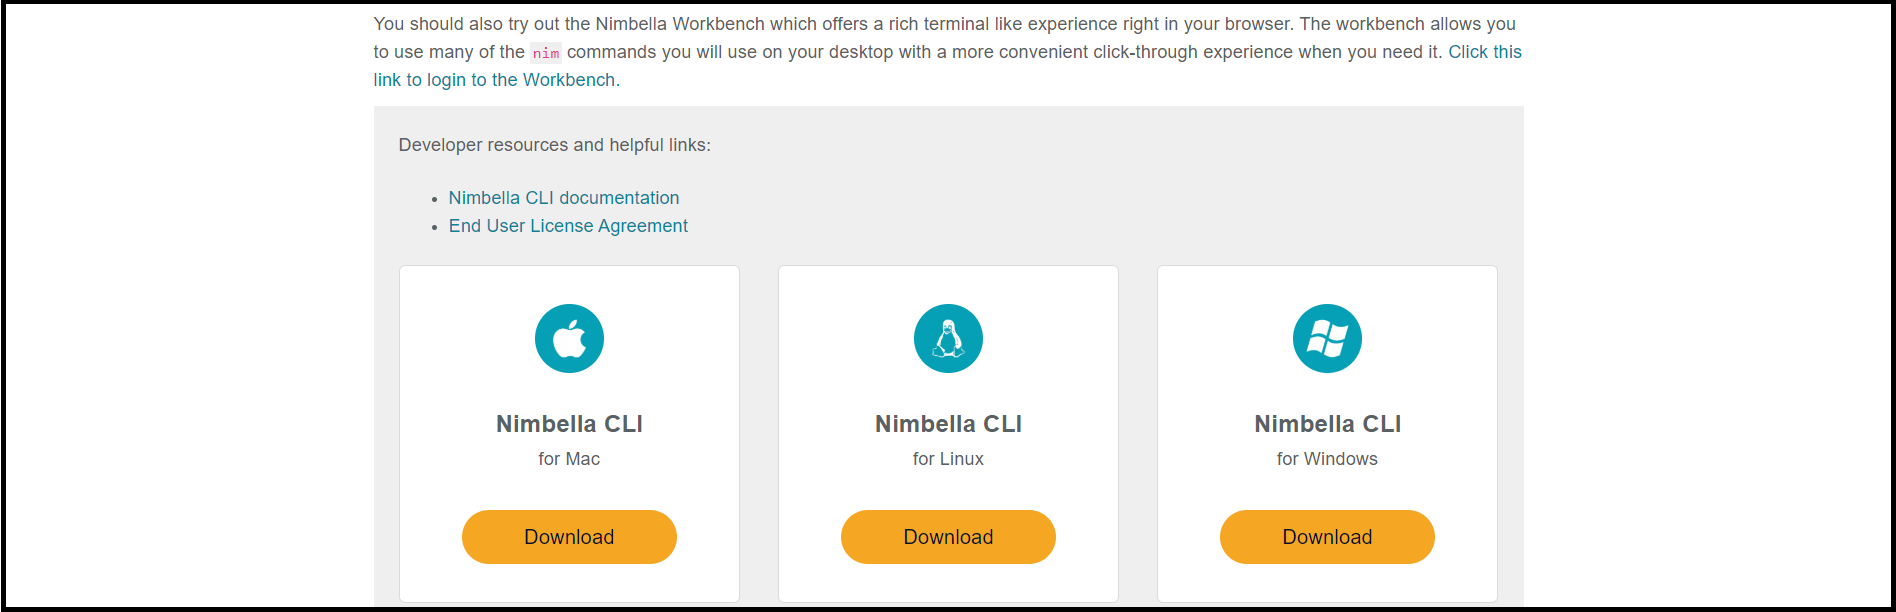 You should also try out the Nimbella Workbench which offers a rich terminal like experience right in your browser. The workbench allows you
to use many of the nim commands you will use on your desktop with a more convenient click-through experience when you need it. Click this
link to login to the Workbench.
Developer resources and helpful links:
• Nimbella CLI documentation
• End User License Agreement
Nimbella CLI
for Mac
Download
Nimbella CLI
for Linux
Download
Nimbella CLI
for Windows
Download